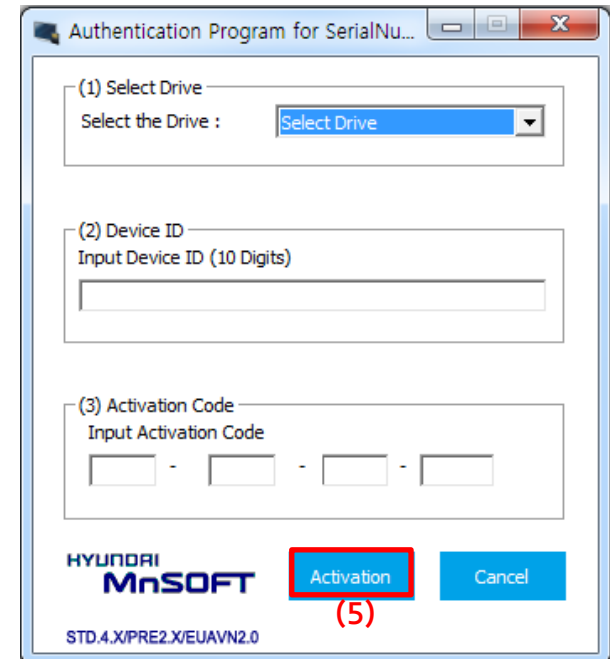 Authentication Program for SerialNu...
(1) Select Drive
Select the Drive :
Select Drive
(2) Device ID
Input Device ID (10 Digits)
(3) Activation Code
Input Activation Code
- - -
HYUNDAI
MnSOFT
Activation
Cancel
(5)
STD.4.X/PRE2.X/EUAVN2.0